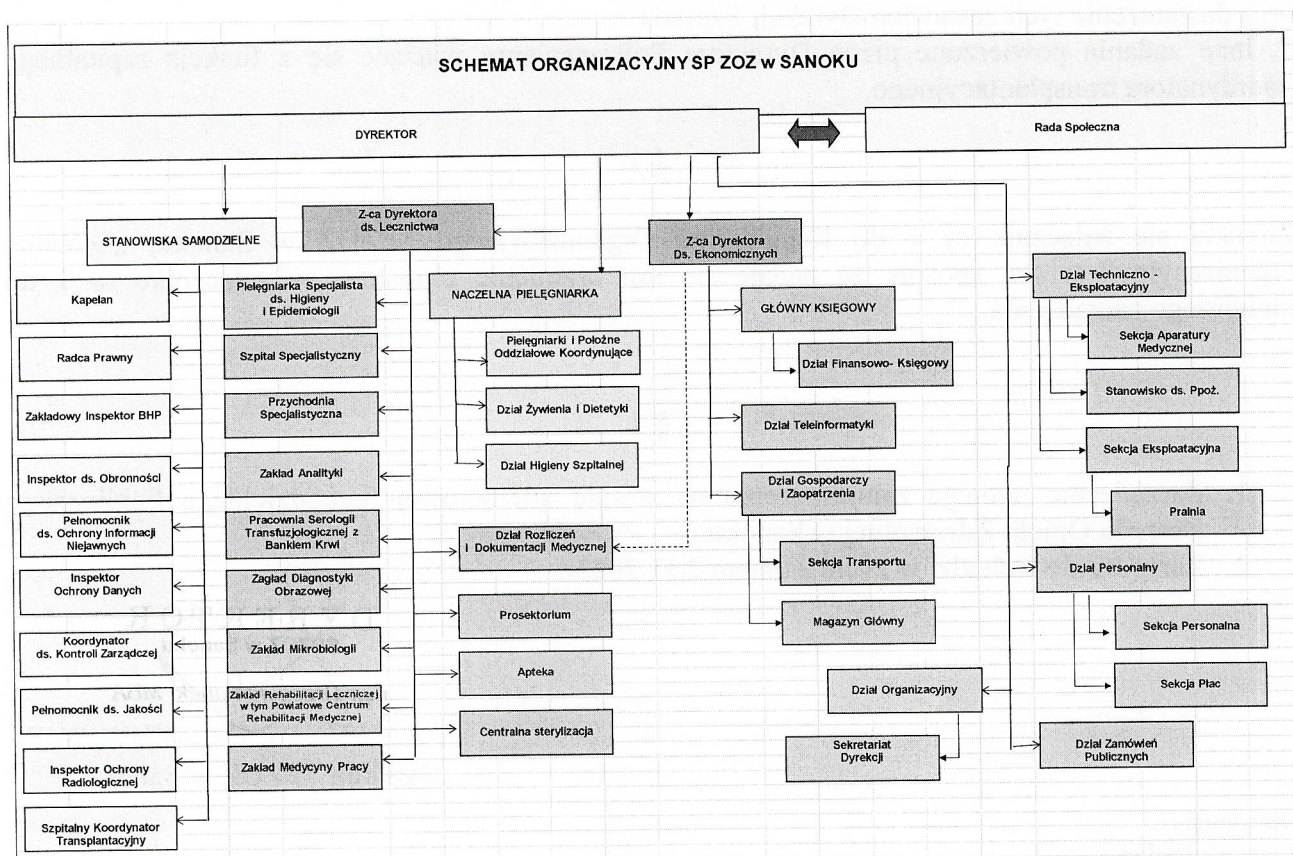 SCHEMAT ORGANIZACYJNY SP ZOZ w SANOKU
DYREKTOR
Rada Społeczna
STANOWISKA SAMODZIELNE
Kapelan
Radca Prawny
Zakładowy Inspektor BHP
Inspektor ds. Obronności
Pełnomocnik
ds. Ochrony Informacji
Niejawnych
Inspektor
Ochrony Danych
Koordynator
ds. Kontroli Zarządczej
Pełnomocnik ds. Jakości
Inspektor Ochrony
Radiologicznej
Szpitalny Koordynator
Transplantacyjny
Z-ca Dyrektora
ds. Lecznictwa
Pielęgniarka Specjalista
ds. Higieny
i Epidemiologii
Szpital Specjalistyczny
Przychodnia
Specjalistyczna
Zakład Analityki
Pracownia Serologii
Transfuzjologicznej z
Bankiem Krwi
Zagład Diagnostyki
Obrazowej
Zakład Mikrobiologii
Zakład Rehabilitacji Leczniczej
w tym Powiatowe Centrum
Rehabilitacji Medycznej
Zakład Medycyny Pracy
Dział Rozliczeń
i Dokumentacji Medycznej
Prosektorium
Apteka
Centralna sterylizacja
NACZELNA PIELĘGNIARKA
Pielęgniarki i Położne
Oddziałowe Koordynujące
Dział Żywienia i Dietetyki
Dział Higieny Szpitalnej
Z-ca Dyrektora
Ds. Ekonomicznych
GŁÓWNY KSIĘGOWY
Dział Finansowo- Księgowy
Dział Teleinformatyki
Dział Gospodarczy
i Zaopatrzenia
Sekcja Transportu
Magazyn Główny
Dział Techniczno -
Eksploatacyjny
Sekcja Aparatury
Medycznej
Stanowisko ds. Ppoż.
Sekcja Eksploatacyjna
Pralnia
Dział Personalny
Sekcja Personalna
Sekcja Płac
Dział Organizacyjny
Sekretariat
Dyrekcji
Dział Zamówień
Publicznych